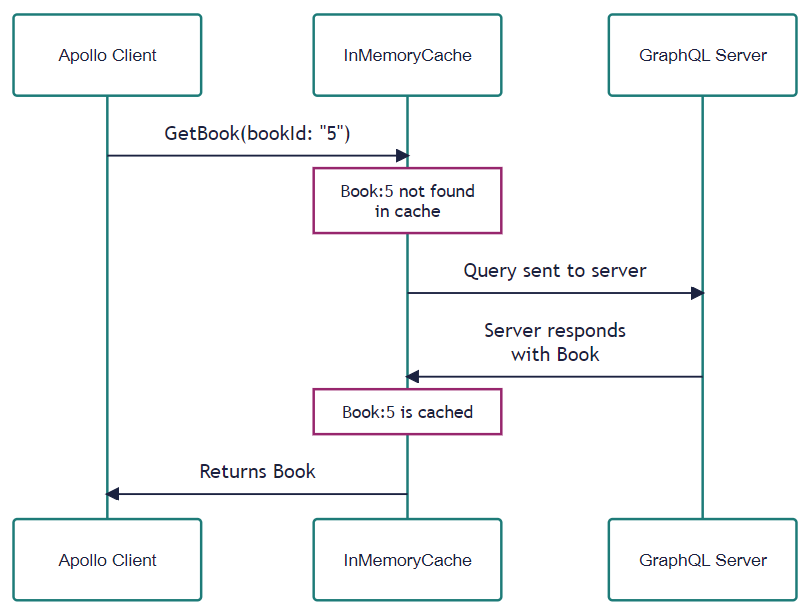 Apollo Client
InMemoryCache
GraphQL Server
GetBook(bookId: "5")
Book:5 not found
in cache
Query sent to server
Server responds
with Book
Book:5 is cached
Returns Book
Apollo Client
InMemoryCache
GraphQL Server